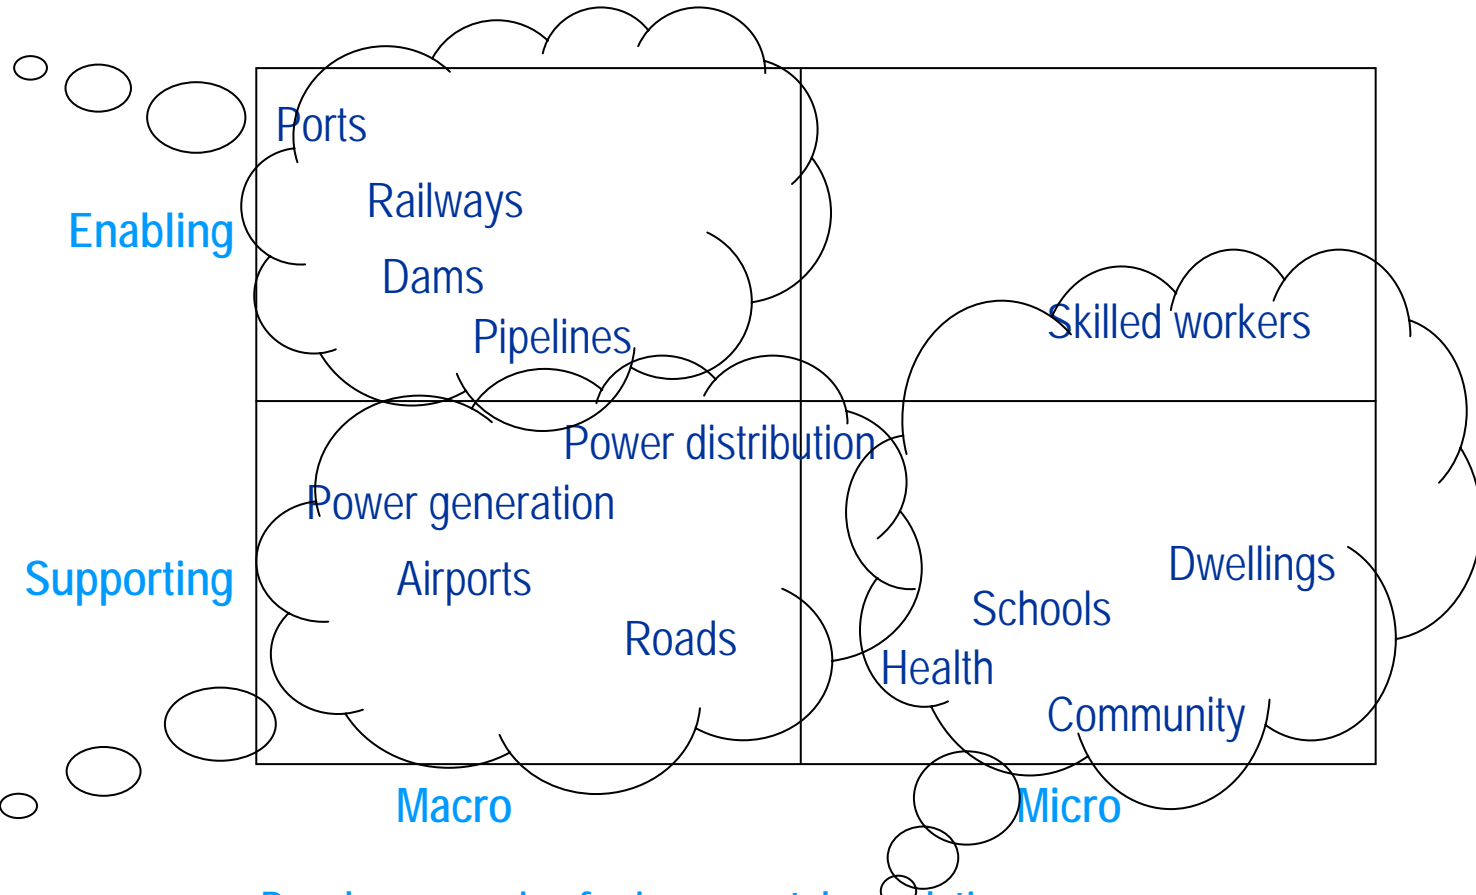 Ports
Railways
Enabling
Dams
Pipelines
Skilled workers
Power distribution
Power generation
Supporting
Airports
Roads
Dwellings
Schools
Health
Community
Macro
Micro